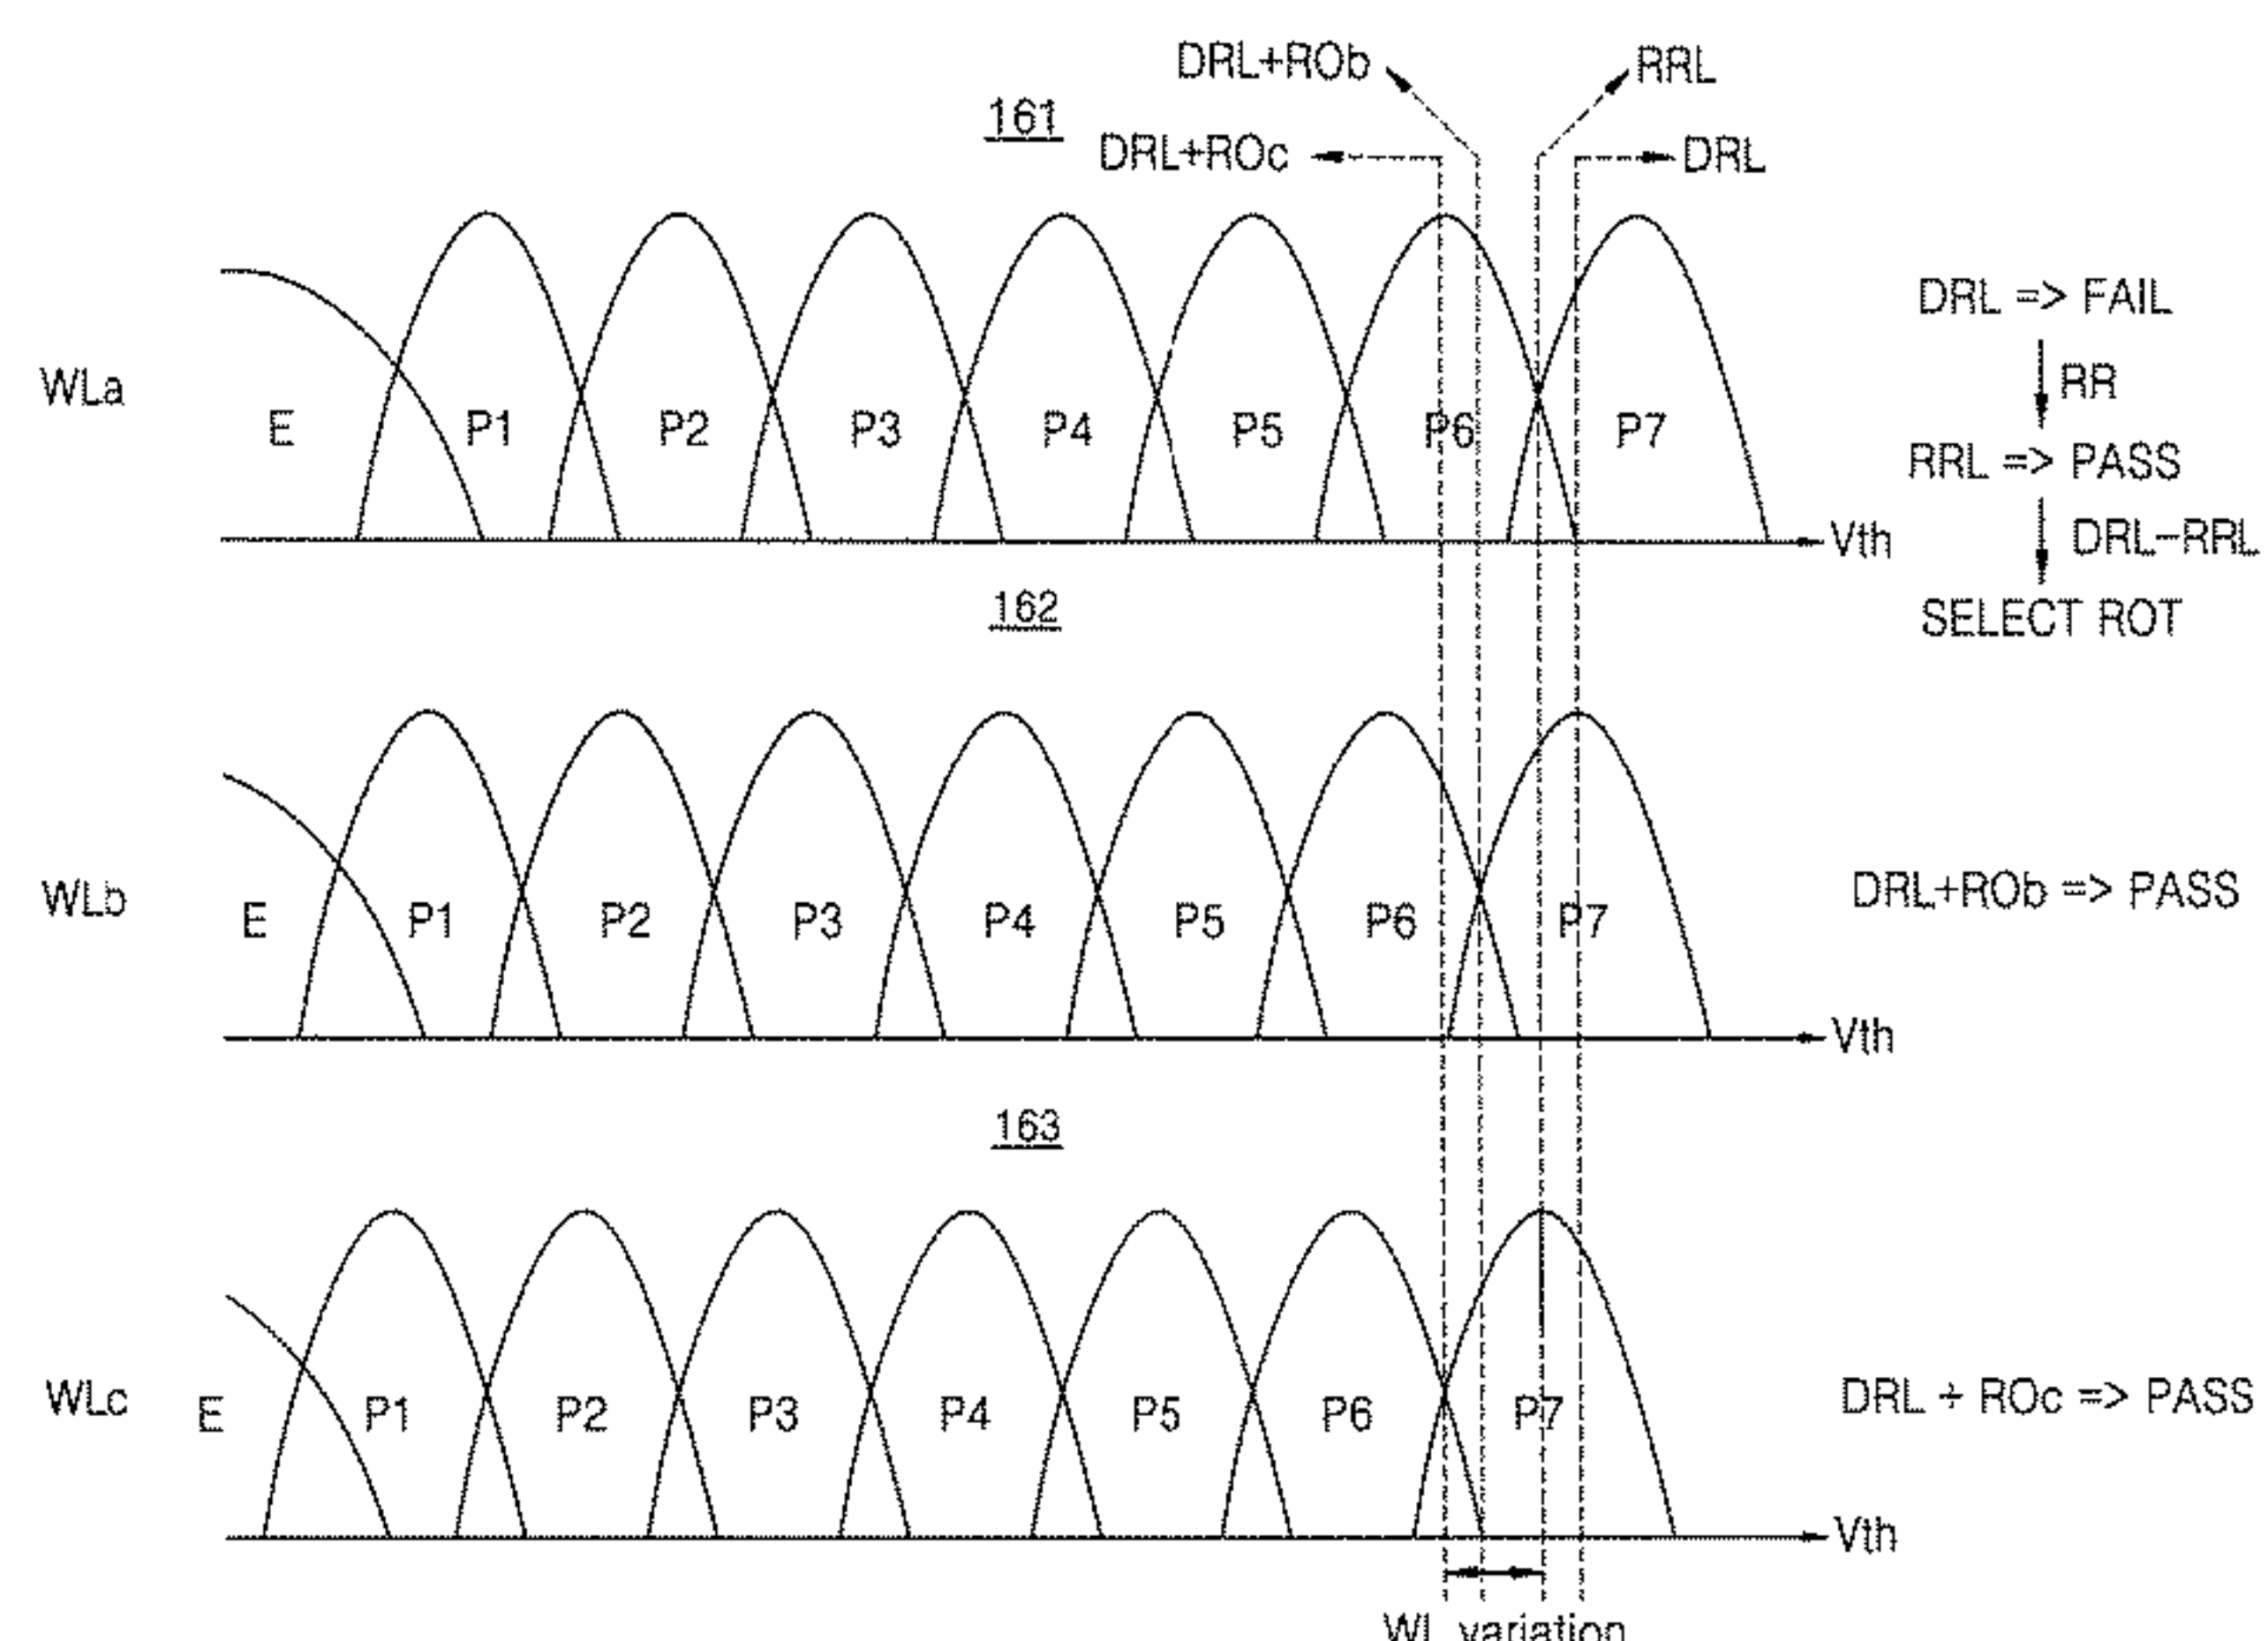 DRL+ROb
RRL
161
DRL+ROc
DRL
WLa
E
P1
P2
P3
P4
P5
P6
P7
Vth
DRL => FAIL
RR
RRL => PASS
DRL-RRL
SELECT ROT
162
WLb
E
P1
P2
P3
P4
P5
P6
P7
Vth
DRL+ROb => PASS
163
WLc
E
P1
P2
P3
P4
P5
P6
P7
Vth
DRL + ROc => PASS
WL variation